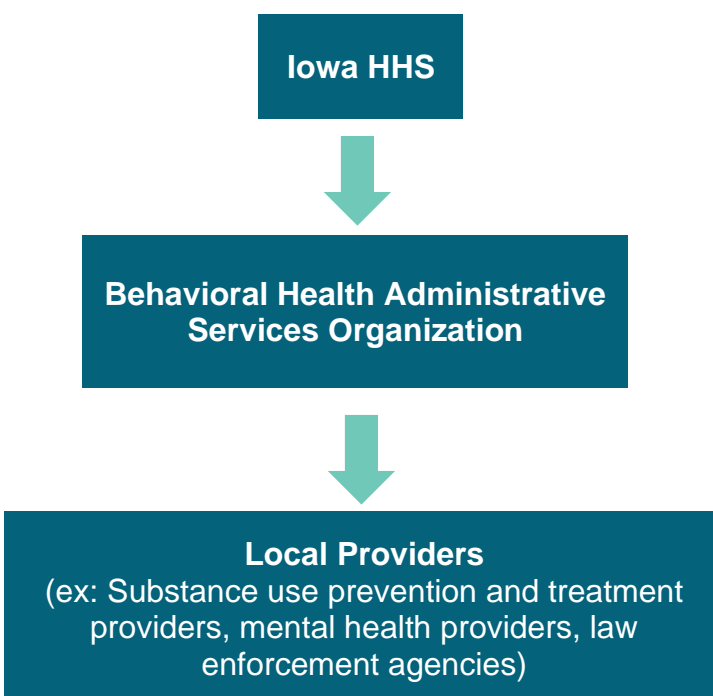 Iowa HHS
Behavioral Health Administrative
Services Organization
Local Providers
(ex: Substance use prevention and treatment
providers, mental health providers, law
enforcement agencies)